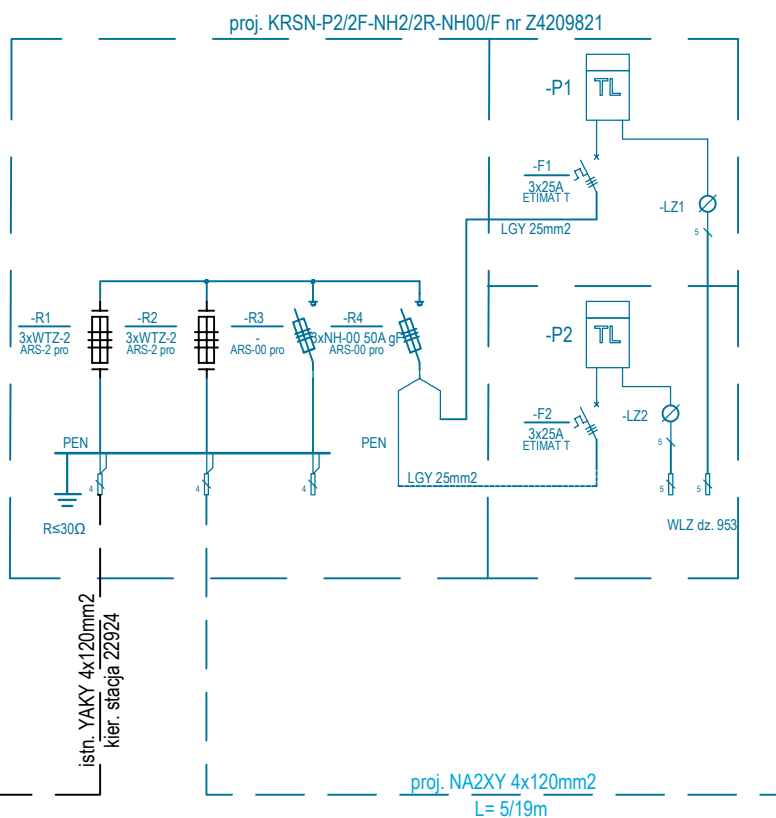 proj. KRSN-P2/2F-NH2/2R-NH00/F nr Z4209821
-P1
TL
-F1
3x25A
ETIMAT T
-LZ1
5
LGY 25mm2
-R1
3xWTZ-2
ARS-2 pro
-R2
3xWTZ-2
ARS-2 pro
-R3
-
ARS-00 pro
-R4
3xNH-00 50A gF
ARS-00 pro
-P2
TL
-F2
3x25A
ETIMAT T
-LZ2
5
PEN
PEN
LGY 25mm2
4
4
4
5
5
R≤30Ω
WLZ dz. 953
istn. YAKY 4x120mm2
kier. stacja 22924
proj. NA2XY 4x120mm2
L= 5/19m